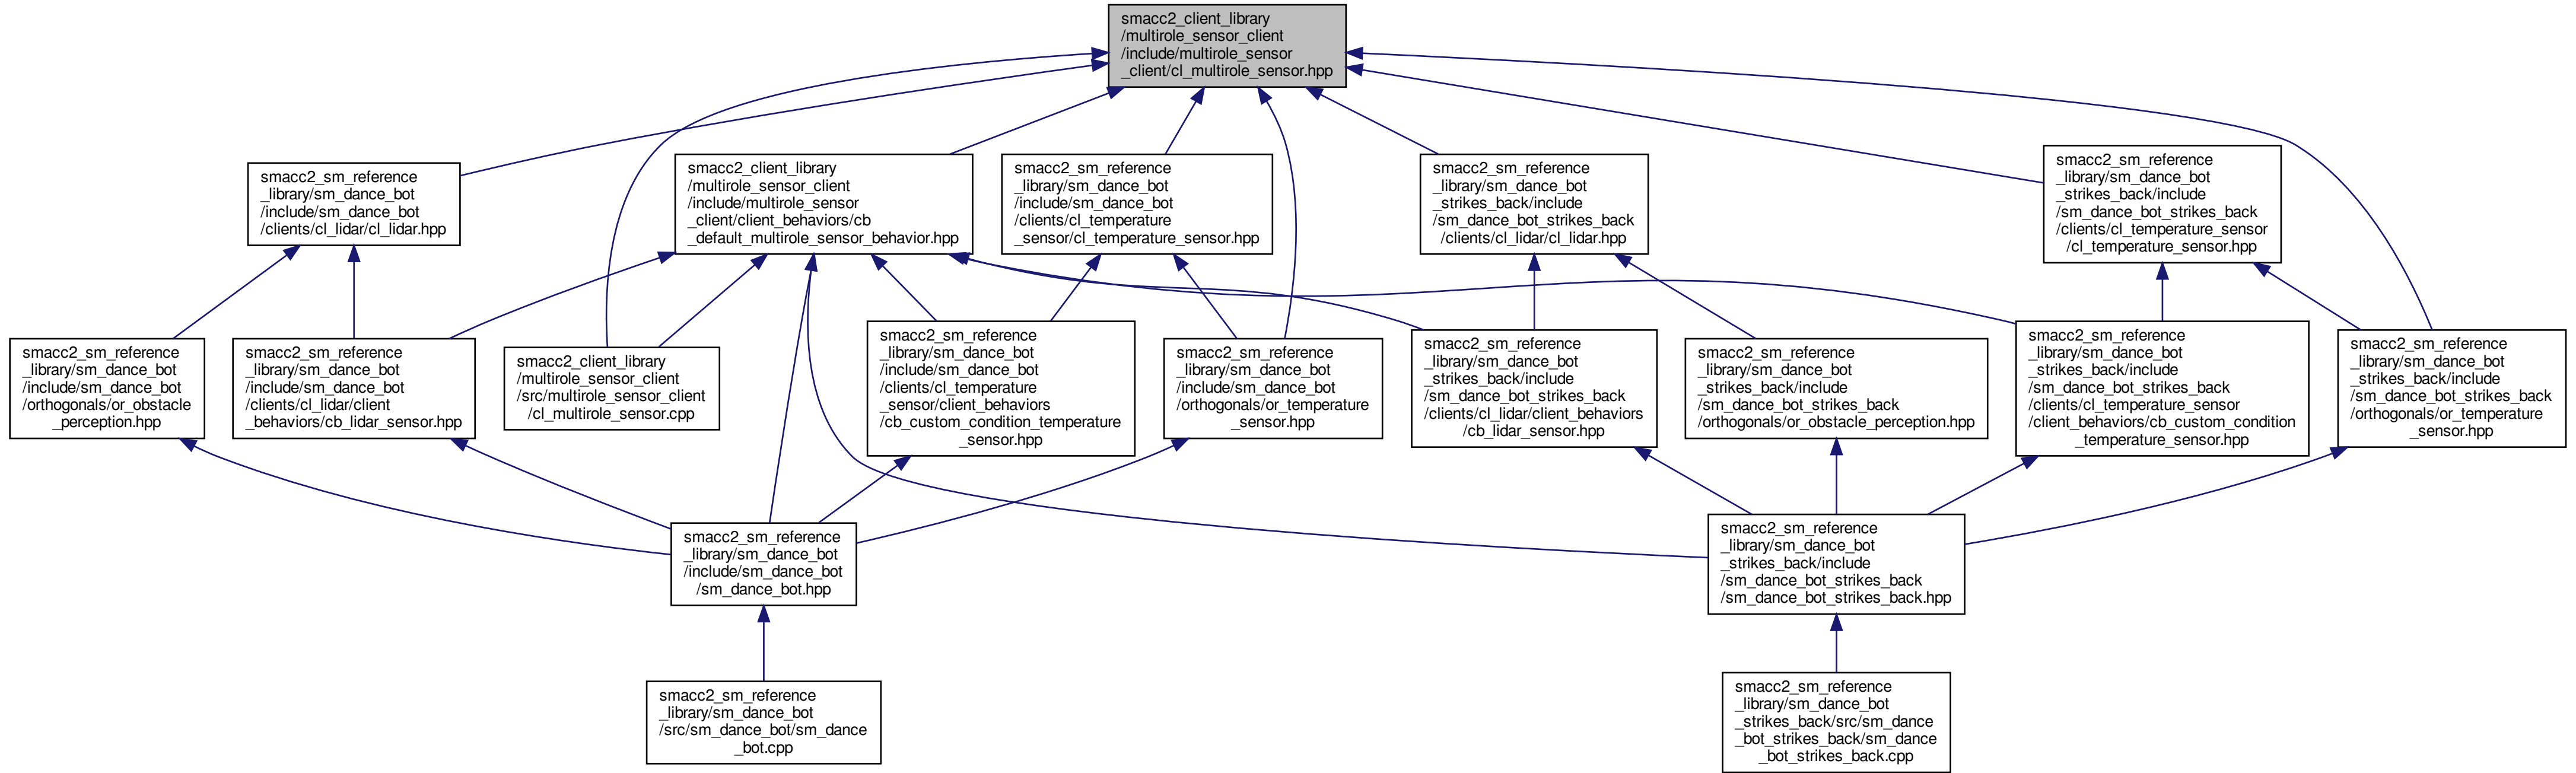 smacc2_client_library
/multirole_sensor_client
/include/multirole_sensor
_client/cl_multirole_sensor.hpp
smacc2_sm_reference
_library/sm_dance_bot
/include/sm_dance_bot
/clients/cl_lidar/cl_lidar.hpp
smacc2_client_library
/multirole_sensor_client
/include/multirole_sensor
_client/client_behaviors/cb
_default_multirole_sensor_behavior.hpp
smacc2_sm_reference
_library/sm_dance_bot
/include/sm_dance_bot
/clients/cl_temperature
_sensor/cl_temperature_sensor.hpp
smacc2_sm_reference
_library/sm_dance_bot
_strikes_back/include
/sm_dance_bot_strikes_back
/clients/cl_lidar/cl_lidar.hpp
smacc2_sm_reference
_library/sm_dance_bot
_strikes_back/include
/sm_dance_bot_strikes_back
/clients/cl_temperature_sensor
/cl_temperature_sensor.hpp
smacc2_sm_reference
_library/sm_dance_bot
/include/sm_dance_bot
/orthogonals/or_obstacle
_perception.hpp
smacc2_sm_reference
_library/sm_dance_bot
/include/sm_dance_bot
/clients/cl_lidar/client
_behaviors/cb_lidar_sensor.hpp
smacc2_client_library
/multirole_sensor_client
/src/multirole_sensor_client
/cl_multirole_sensor.cpp
smacc2_sm_reference
_library/sm_dance_bot
/include/sm_dance_bot
/clients/cl_temperature
_sensor/client_behaviors
/cb_custom_condition_temperature
_sensor.hpp
smacc2_sm_reference
_library/sm_dance_bot
/include/sm_dance_bot
/orthogonals/or_temperature
_sensor.hpp
smacc2_sm_reference
_library/sm_dance_bot
_strikes_back/include
/sm_dance_bot_strikes_back
/clients/cl_lidar/client_behaviors
/cb_lidar_sensor.hpp
smacc2_sm_reference
_library/sm_dance_bot
_strikes_back/include
/sm_dance_bot_strikes_back
/orthogonals/or_obstacle_perception.hpp
smacc2_sm_reference
_library/sm_dance_bot
_strikes_back/include
/sm_dance_bot_strikes_back
/clients/cl_temperature_sensor
/client_behaviors/cb_custom_condition
_temperature_sensor.hpp
smacc2_sm_reference
_library/sm_dance_bot
_strikes_back/include
/sm_dance_bot_strikes_back
/orthogonals/or_temperature
_sensor.hpp
smacc2_sm_reference
_library/sm_dance_bot
/include/sm_dance_bot
/sm_dance_bot.hpp
smacc2_sm_reference
_library/sm_dance_bot
_strikes_back/include
/sm_dance_bot_strikes_back
/sm_dance_bot_strikes_back.hpp
smacc2_sm_reference
_library/sm_dance_bot
/src/sm_dance_bot/sm_dance
_bot.cpp
smacc2_sm_reference
_library/sm_dance_bot
_strikes_back/src/sm_dance
_bot_strikes_back/sm_dance
_bot_strikes_back.cpp